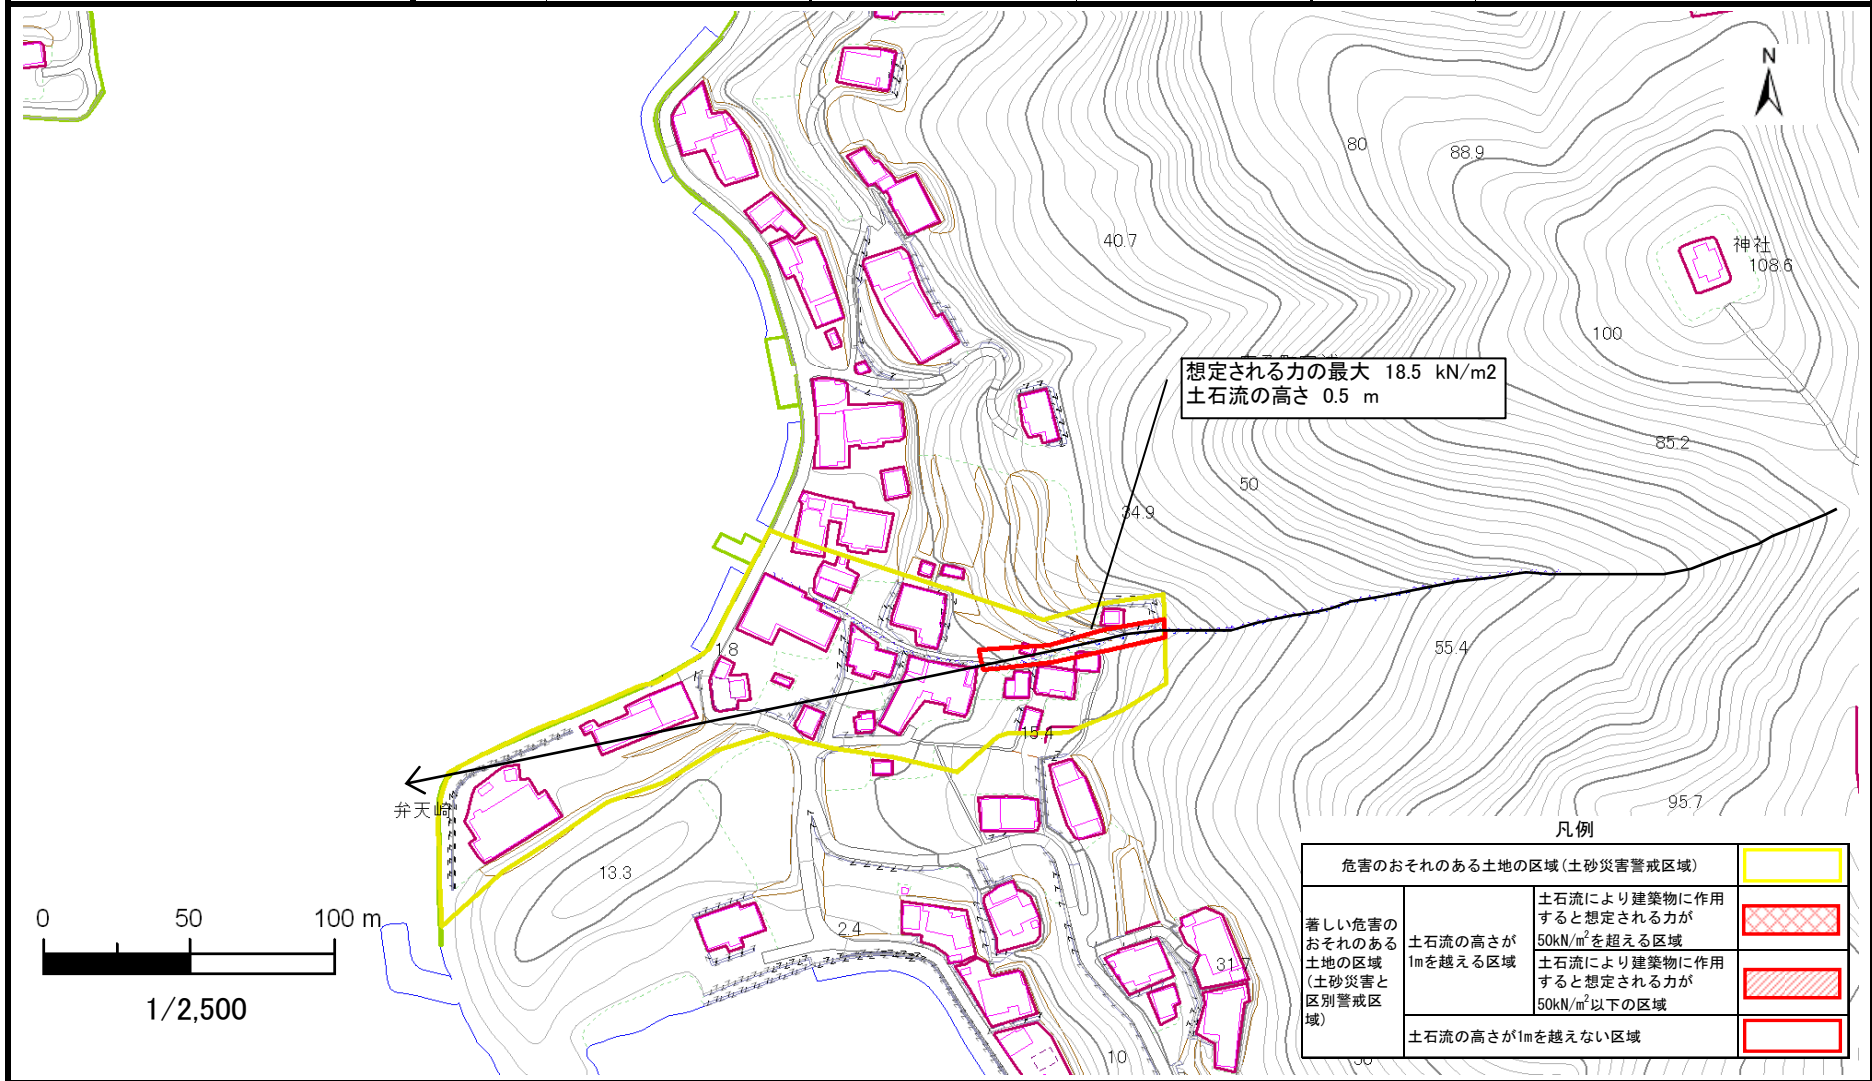 N
80
88.9
40.7
神社
108.6
100
想定される力の最大 18.5 kN/m2
土石流の高さ 0.5 m
85.2
50
34.9
55.4
1.8
15.4
弁天崎
95.7
13.3
2.4
31.7
10
0 50 100 m
1/2,500
凡例
危害のおそれのある土地の区域(土砂災害警戒区域)
著しい危害の
おそれのある
土地の区域
(土砂災害と
区別警戒区
域)
土石流の高さが
1mを越える区域
土石流により建築物に作用
すると想定される力が
50kN/m²を超える区域
土石流により建築物に作用
すると想定される力が
50kN/m²以下の区域
土石流の高さが1mを越えない区域